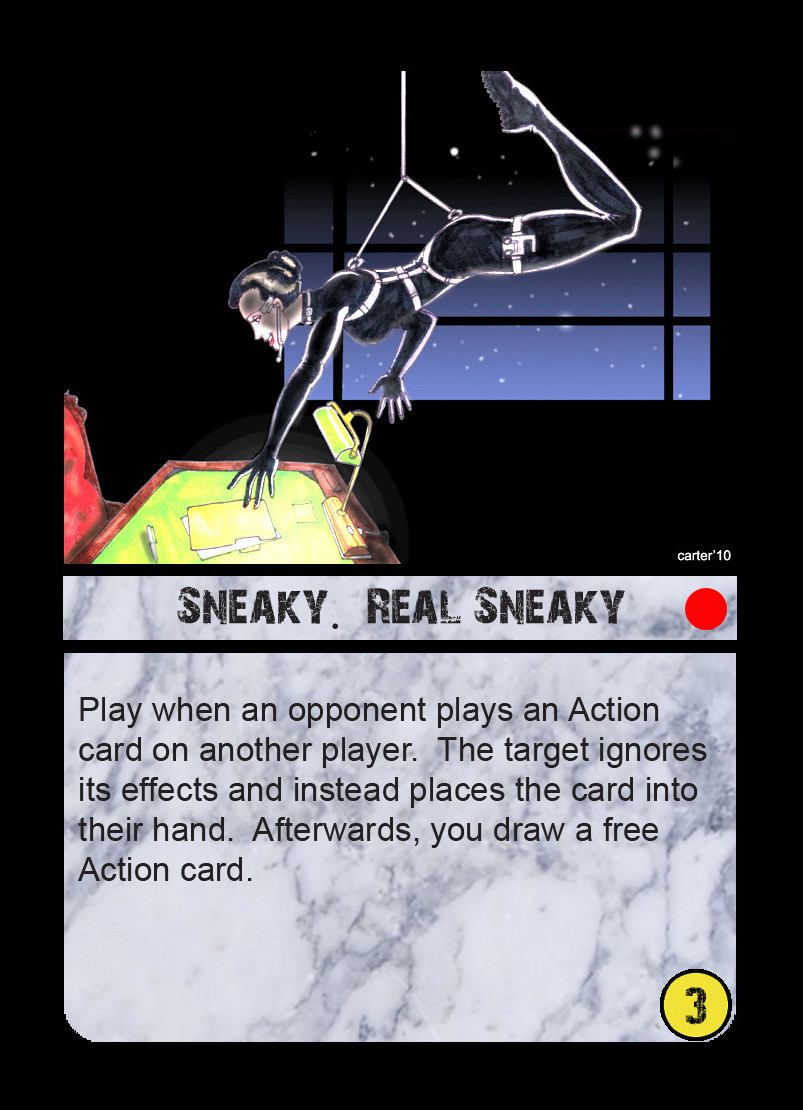 carter'10
Sneaky. Real Sneaky
Play when an opponent plays an Action
card on another player. The target ignores
its effects and instead places the card into
their hand. Afterwards, you draw a free
Action card.
3